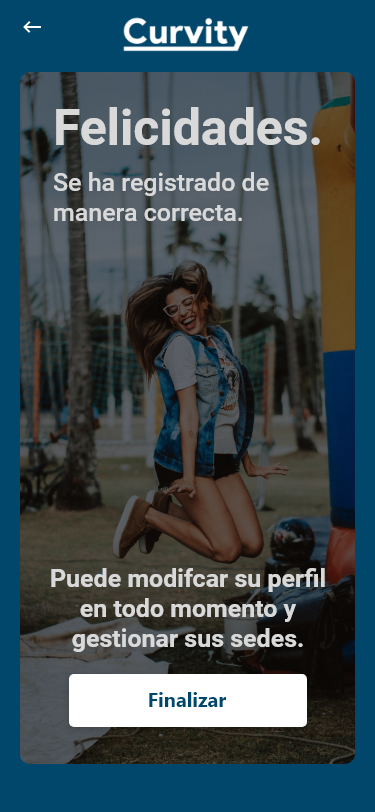 Curvity
Felicidades.
Se ha registrado de
manera correcta.
Puede modifcar su perfil
en todo momento y
gestionar sus sedes.
Finalizar